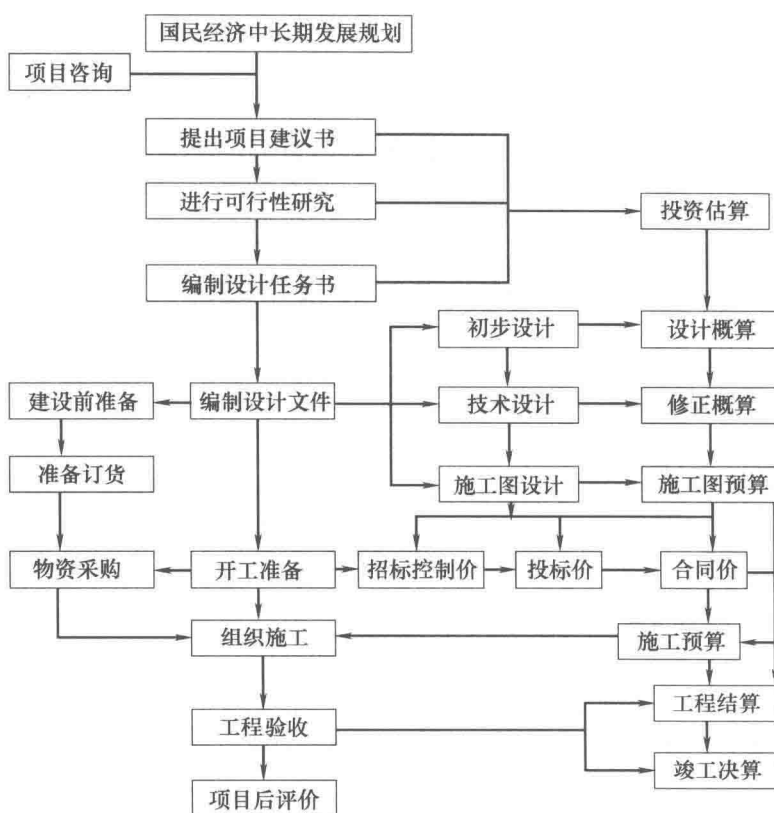 国民经济中长期发展规划
项目咨询
提出项目建议书
进行可行性研究
投资估算
编制设计任务书
初步设计
设计概算
建设前准备
编制设计文件
技术设计
修正概算
准备订货
施工图设计
施工图预算
物资采购
开工准备
招标控制价
投标价
合同价
组织施工
施工预算
工程结算
工程验收
竣工决算
项目后评价